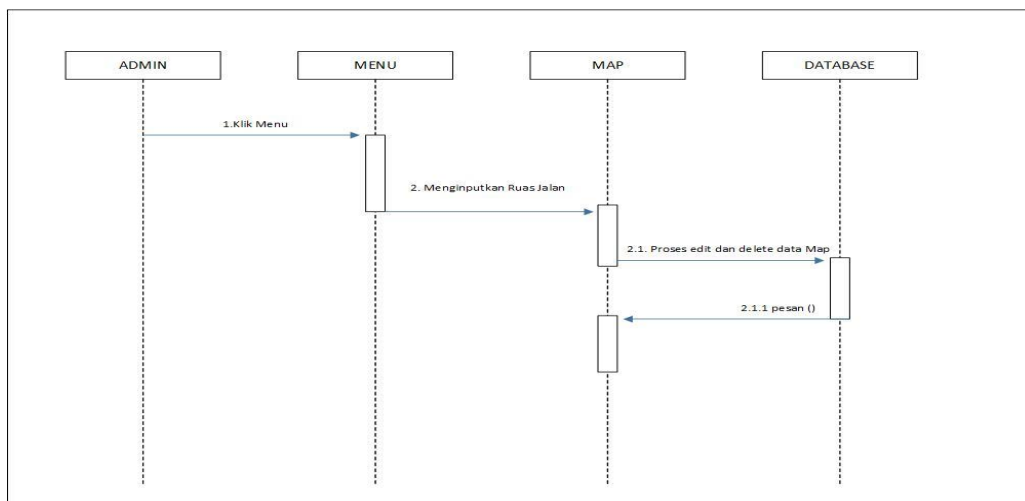 ADMIN
MENU
MAP
DATABASE
1.Klik Menu
2. Menginputkan Ruas Jalan
2.1. Proses edit dan delete data Map
2.1.1 pesan ()